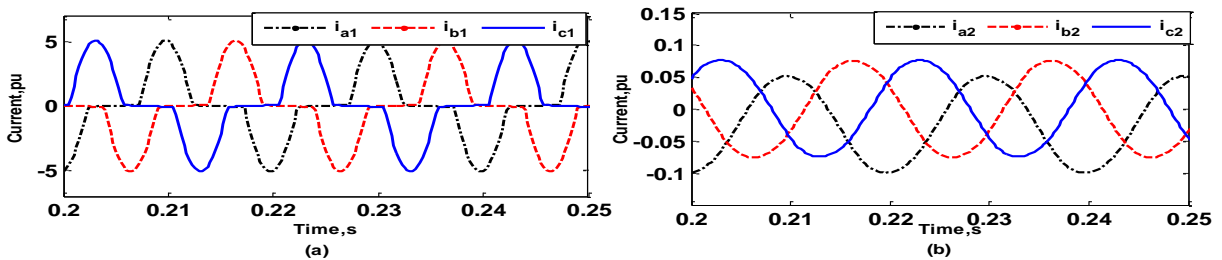 i_a1 i_b1 i_c1
Current,pu
5
0
-5
0.2 0.21 0.22 0.23 0.24 0.25
Time,s
(a)
i_a2 i_b2 i_c2
Current,pu
0.15
0.1
0.05
0
-0.05
-0.1
0.2 0.21 0.22 0.23 0.24 0.25
Time,s
(b)